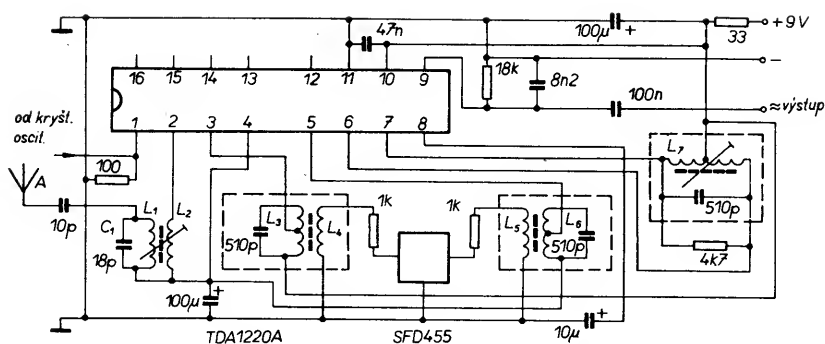 100μ +
33
+9V
47n
16 15 14 13 12 11 10 9
18k
8n2
−
100n
≈výstup
od kryšt.
oscil.
1 2 3 4 5 6 7 8
100
A
10p
L1
L2
C1
18p
L3
L4
510p
1k
1k
L5
L6
510p
L7
510p
4k7
100μ
+
10μ
+
TDA1220A
SFD455